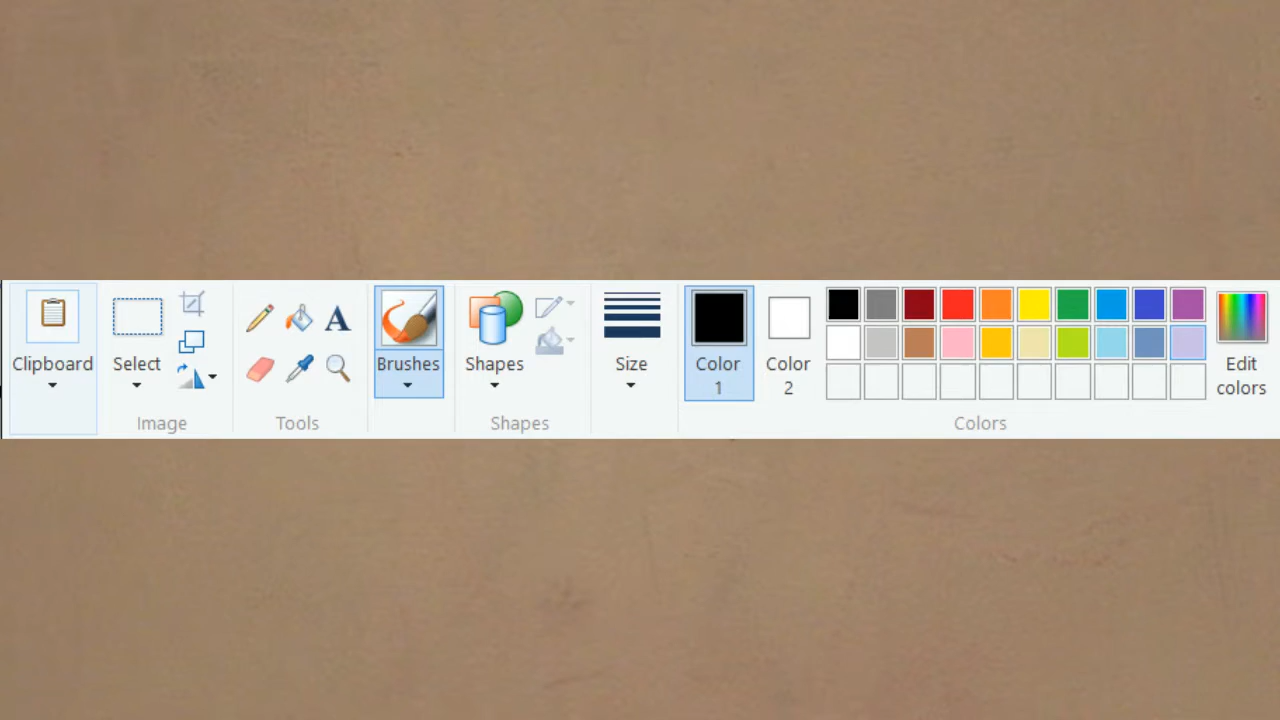 Clipboard
Select
Image
A
Tools
Brushes
Shapes
Shapes
Size
Color
1
Color
2
Colors
Edit
colors